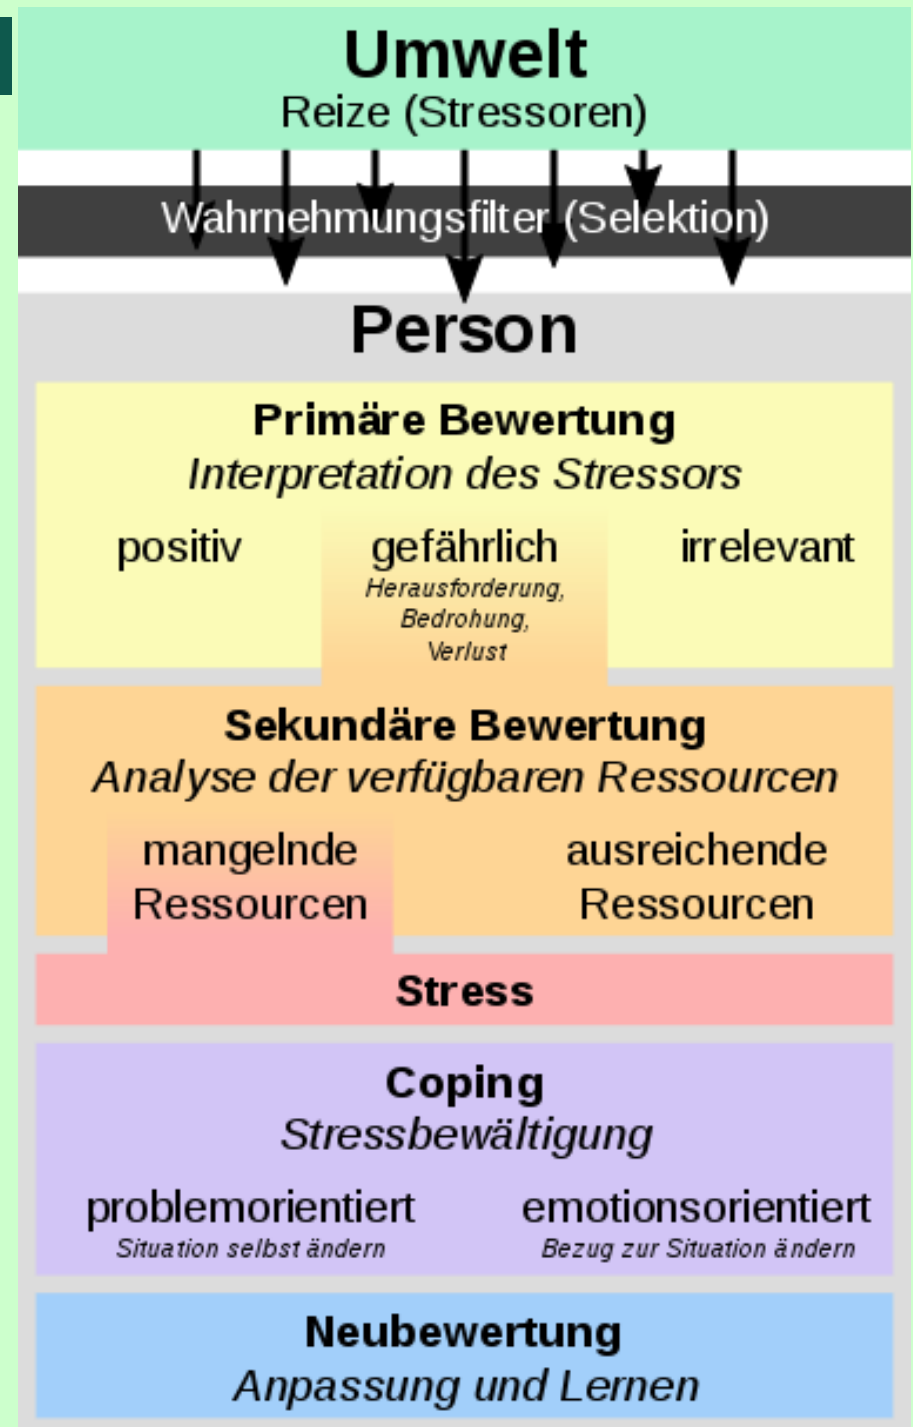 Umwelt
Reize (Stressoren)
Wahrnehmungsfilter (Selektion)
Person
Primäre Bewertung
Interpretation des Stressors
positiv gefährlich irrelevant
Herausforderung,
Bedrohung,
Verlust
Sekundäre Bewertung
Analyse der verfügbaren Ressourcen
mangelnde ausreichende
Ressourcen Ressourcen
Stress
Coping
Stressbewältigung
problemorientiert emotionsorientiert
Situation selbst ändern Bezug zur Situation ändern
Neubewertung
Anpassung und Lernen